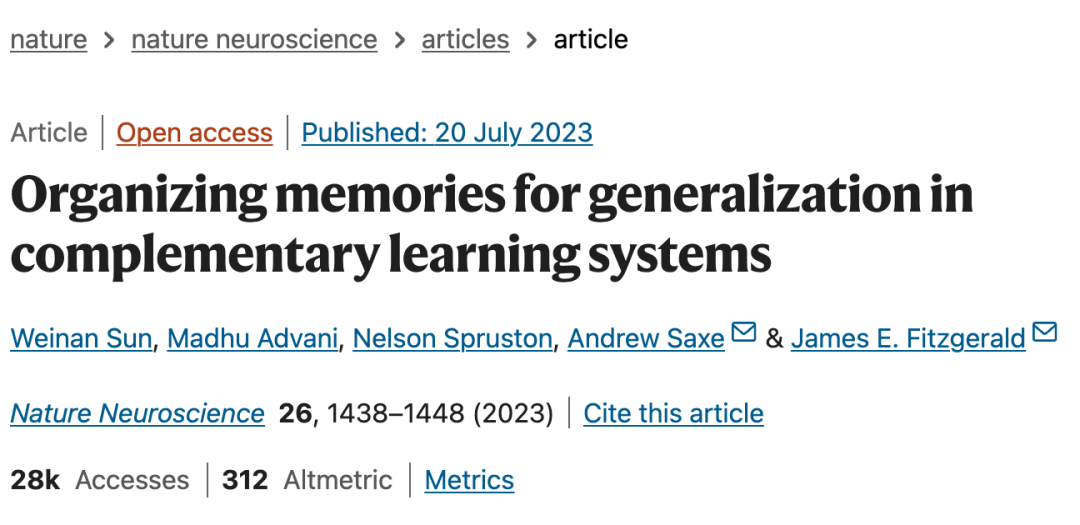 nature > nature neuroscience > articles > article
Article | Open access | Published: 20 July 2023
Organizing memories for generalization in
complementary learning systems
Weinan Sun, Madhu Advani, Nelson Spruston, Andrew Saxe & James E. Fitzgerald
Nature Neuroscience 26, 1438–1448 (2023) | Cite this article
28k Accesses | 312 Altmetric | Metrics